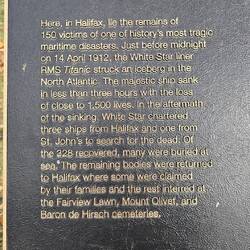 Here, in Halifax, lie the remains of
150 victims of one of history's most tragic
maritime disasters. Just before midnight
on 14 April 1912, the White Star liner
RMS Titanic struck an iceberg in the
North Atlantic. The majestic ship sank
in less than three hours with the loss
of close to 1,500 lives. In the aftermath
of the sinking, White Star chartered
three ships from Halifax and one from
St. John's to search for the dead. Of
the 328 recovered, many were buried at
sea. The remaining bodies were returned
to Halifax where some were claimed
by their families and the rest interred at
the Fairview Lawn, Mount Olivet, and
Baron de Hirsch cemeteries.